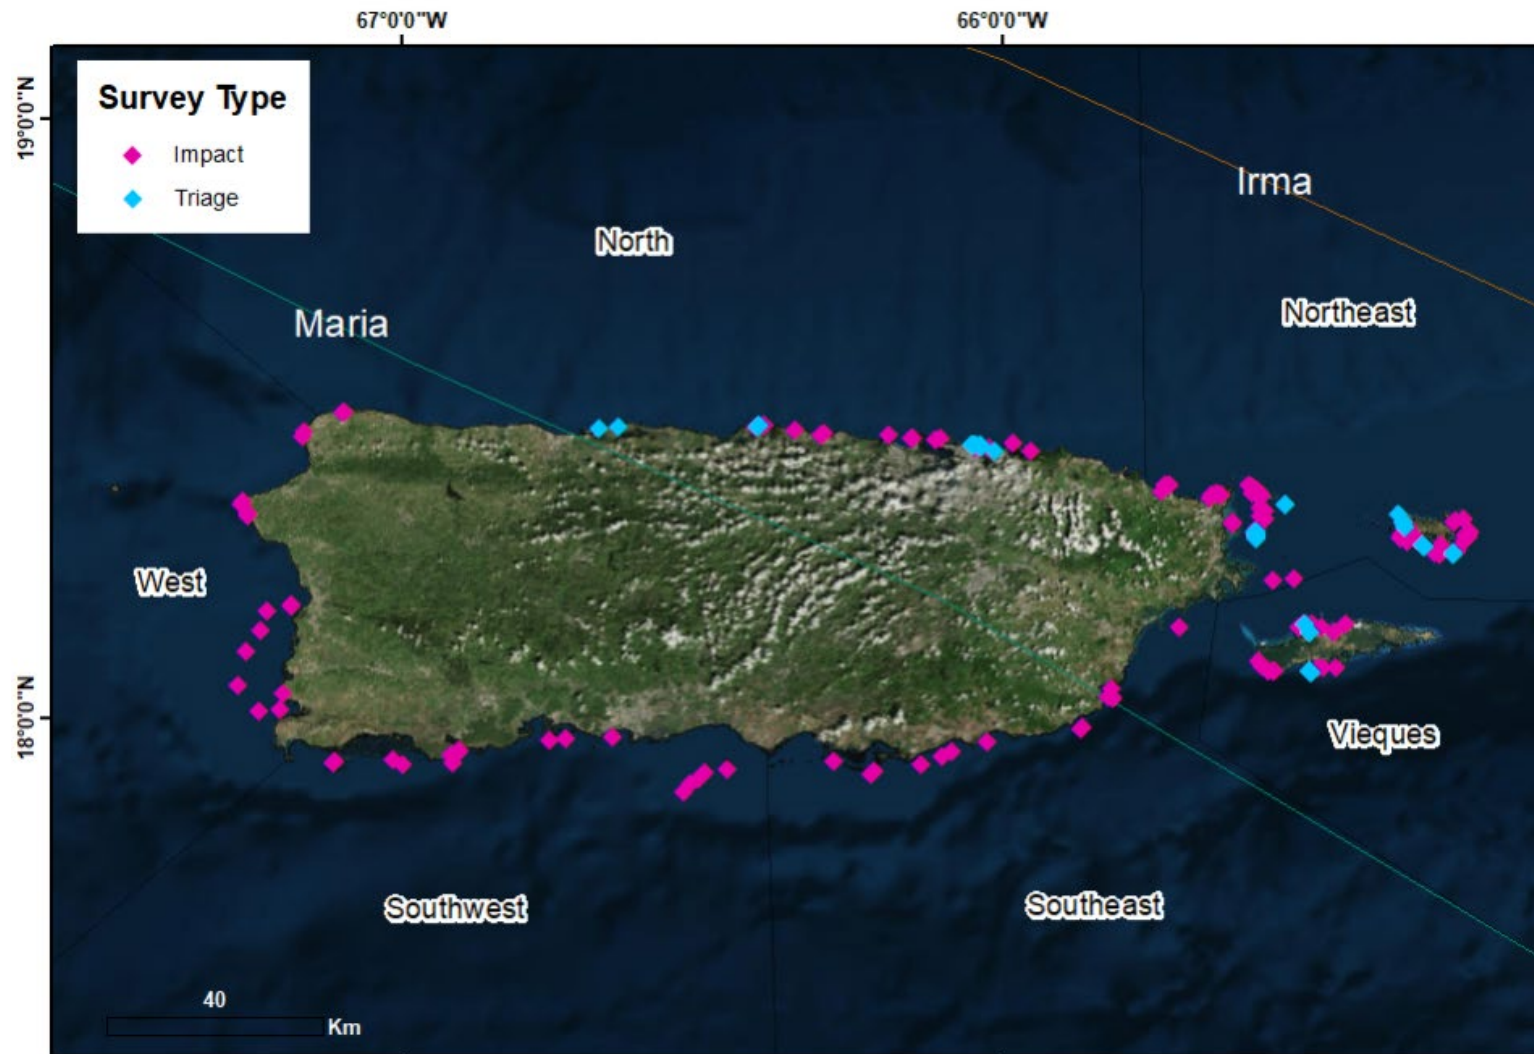 67°0'0"W
66°0'0"W
19°0'0"N
Survey Type
Impact
Triage
Irma
North
Northeast
Maria
West
18°0'0"N
Vieques
Southwest
Southeast
40
Km